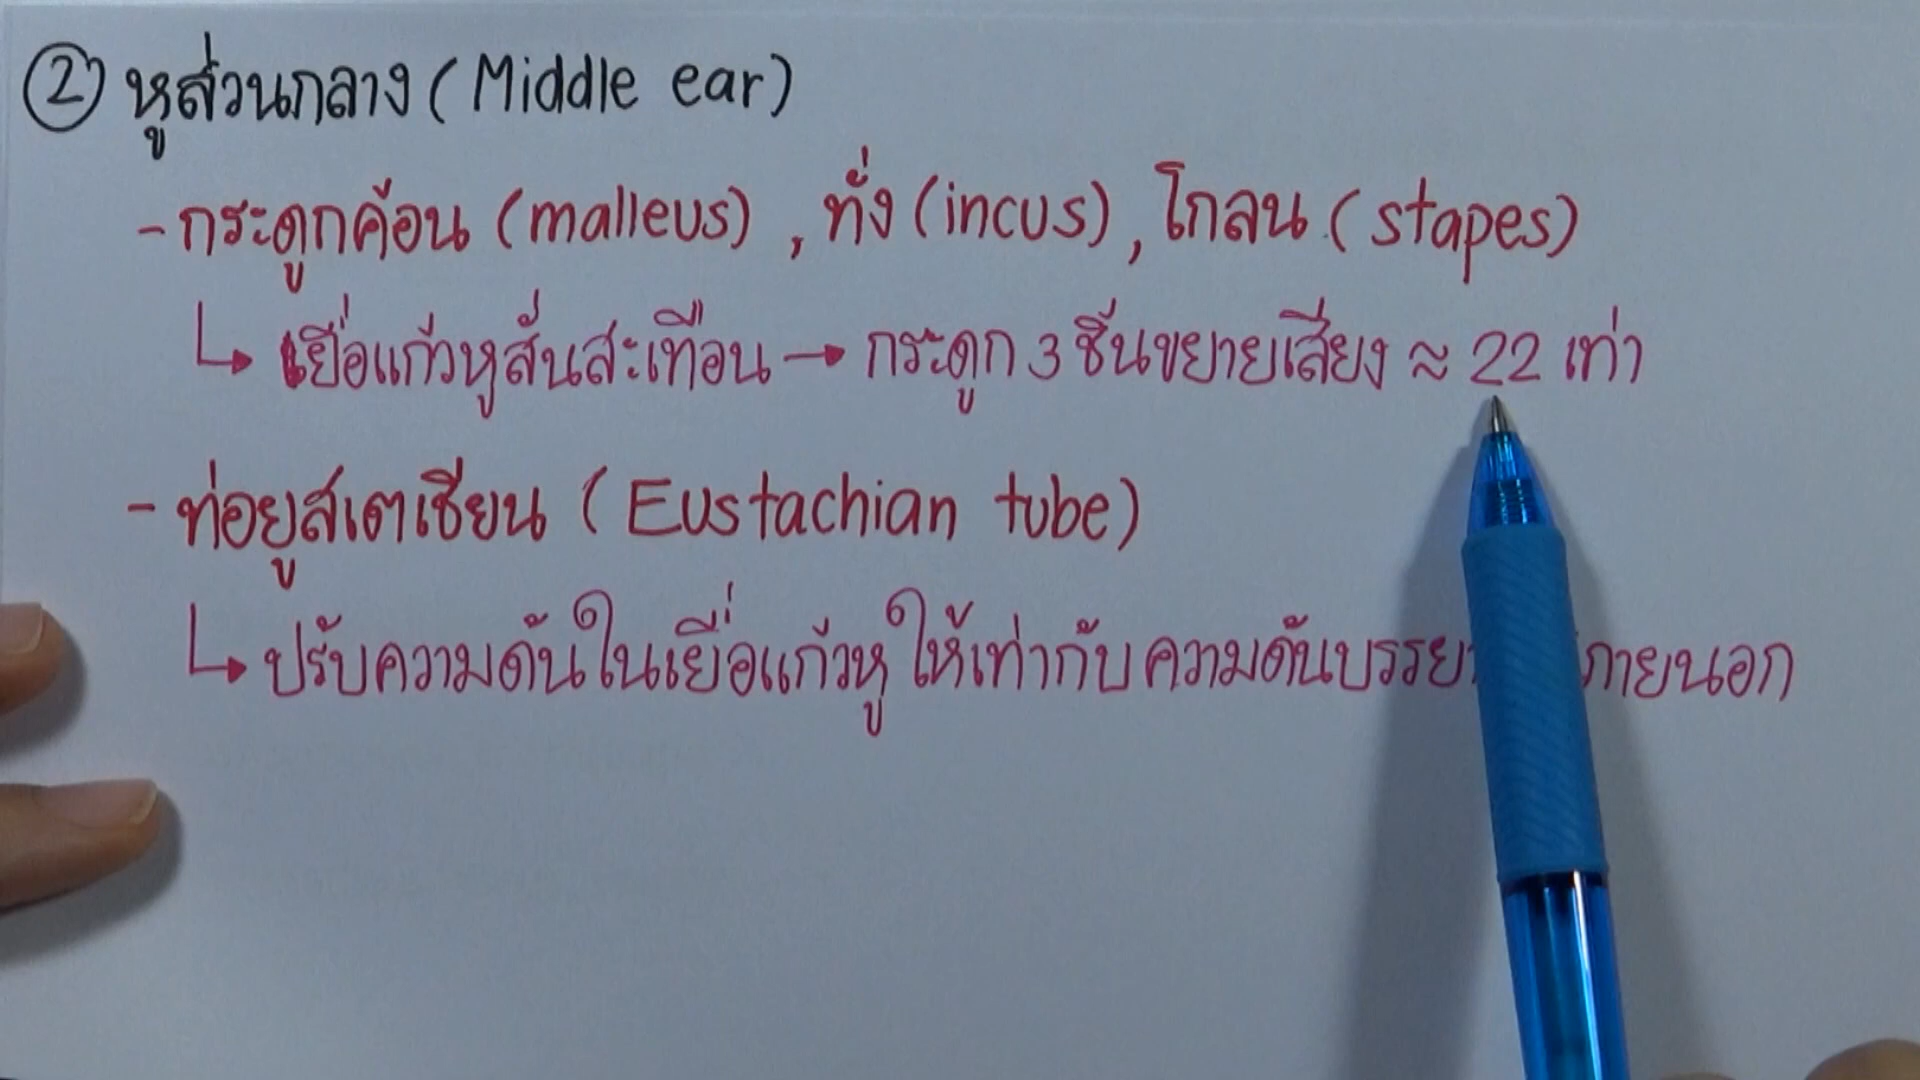 ② หูส่วนกลาง (Middle ear)
- กระดูกค้อน (malleus), ทั่ง (incus), โกลน (stapes)
↳ เยื่อแก้วหูสั่นสะเทือน → กระดูก 3 ชิ้นขยายเสียง ≈ 22 เท่า
- ท่อยูสเตเชียน (Eustachian tube)
↳ ปรับความดันในเยื่อแก้วหู ให้เท่ากับความดัน ภายนอก